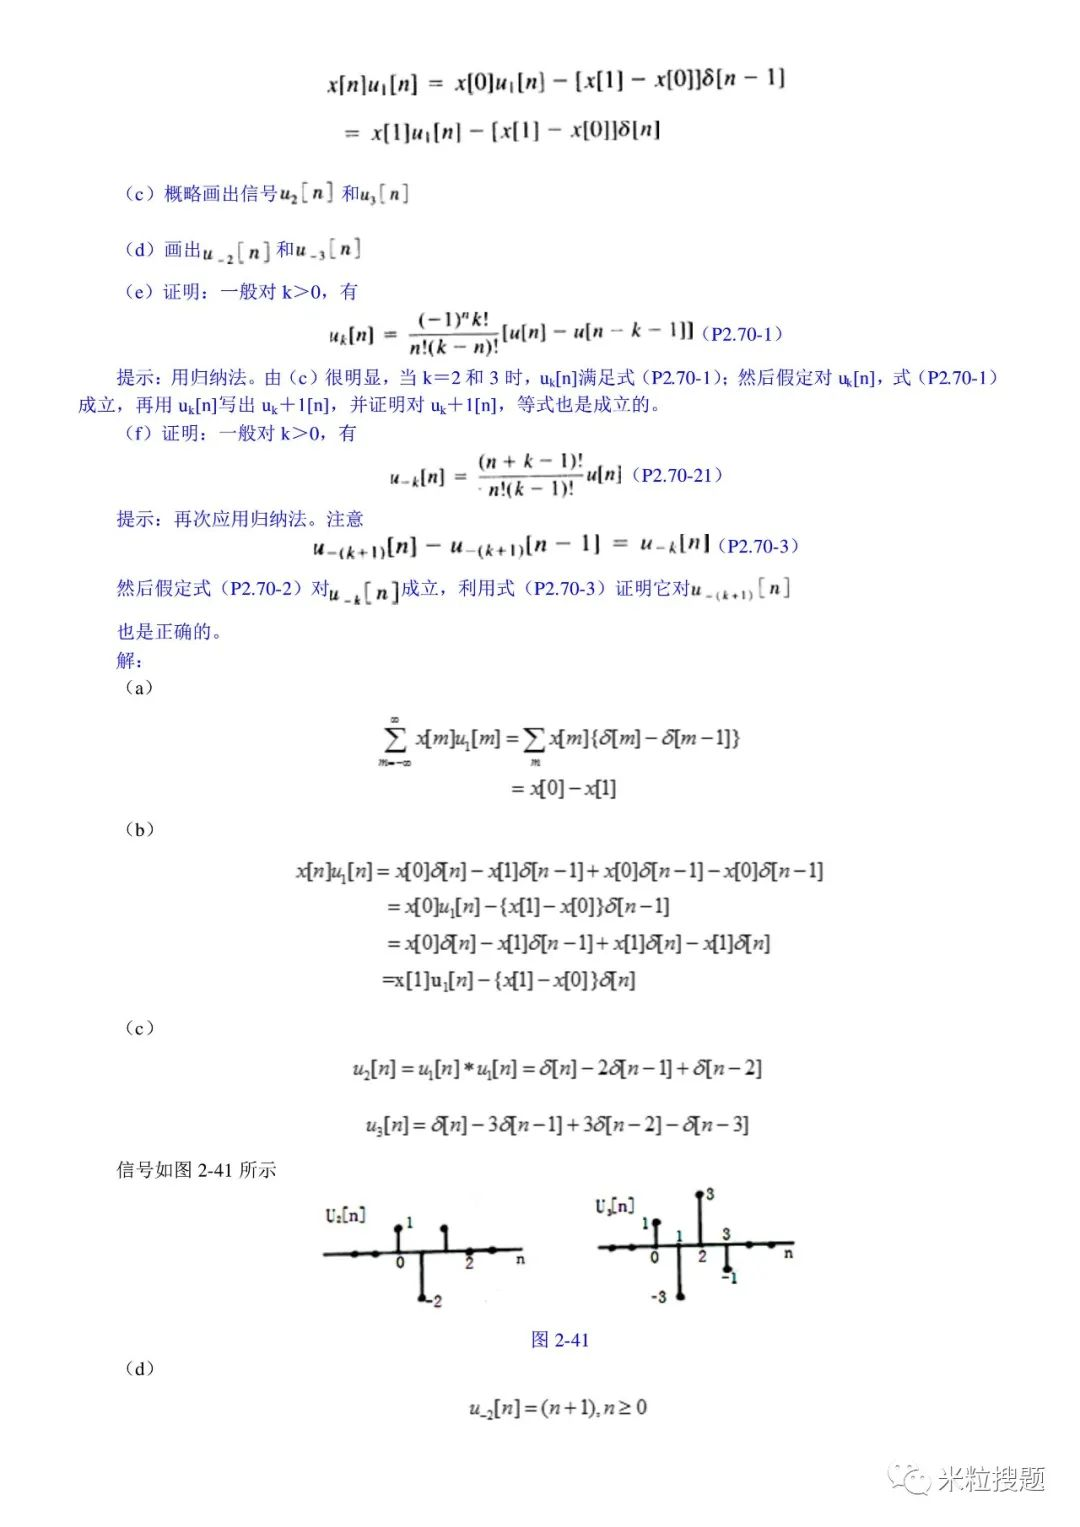 x[n]u₁[n] = x[0]u₁[n] − [x[1] − x[0]]δ[n − 1]
= x[1]u₁[n] − [x[1] − x[0]]δ[n]
（c）概略画出信号u₂[n]和u₃[n]
（d）画出u₋₂[n]和u₋₃[n]
（e）证明：一般对 k＞0，有
uₖ[n] = (−1)ⁿk! / n!(k − n)! [u[n] − u[n − k − 1]]（P2.70-1）
提示：用归纳法。由（c）很明显，当 k＝2 和 3 时，uₖ[n]满足式（P2.70-1）；然后假定对 uₖ[n]，式（P2.70-1）
成立，再用 uₖ[n]写出 uₖ＋1[n]，并证明对 uₖ＋1[n]，等式也是成立的。
（f）证明：一般对 k＞0，有
u₋ₖ[n] = (n + k − 1)! / n!(k − 1)! u[n]（P2.70-21）
提示：再次应用归纳法。注意
u₋₍ₖ₊₁₎[n] − u₋₍ₖ₊₁₎[n − 1] = u₋ₖ[n]（P2.70-3）
然后假定式（P2.70-2）对u₋ₖ[n]成立，利用式（P2.70-3）证明它对u₋₍ₖ₊₁₎[n]
也是正确的。
解：
（a）
∑_{m=−∞}^{∞} x[m]u₁[m] = ∑_{m} x[m]{δ[m] − δ[m−1]}
= x[0] − x[1]
（b）
x[n]u₁[n] = x[0]δ[n] − x[1]δ[n−1] + x[0]δ[n−1] − x[0]δ[n−1]
= x[0]u₁[n] − {x[1] − x[0]}δ[n−1]
= x[0]δ[n] − x[1]δ[n−1] + x[1]δ[n] − x[1]δ[n]
=x[1]u₁[n] − {x[1] − x[0]}δ[n]
（c）
u₂[n] = u₁[n] * u₁[n] = δ[n] − 2δ[n−1] + δ[n−2]
u₃[n] = δ[n] − 3δ[n−1] + 3δ[n−2] − δ[n−3]
信号如图 2-41 所示
U₂[n] 1 0 -2 2 n
U₃[n] 1 0 1 -3 3 2 3 -1 n
图 2-41
（d）
u₋₂[n] = (n+1), n ≥ 0
米粒搜题